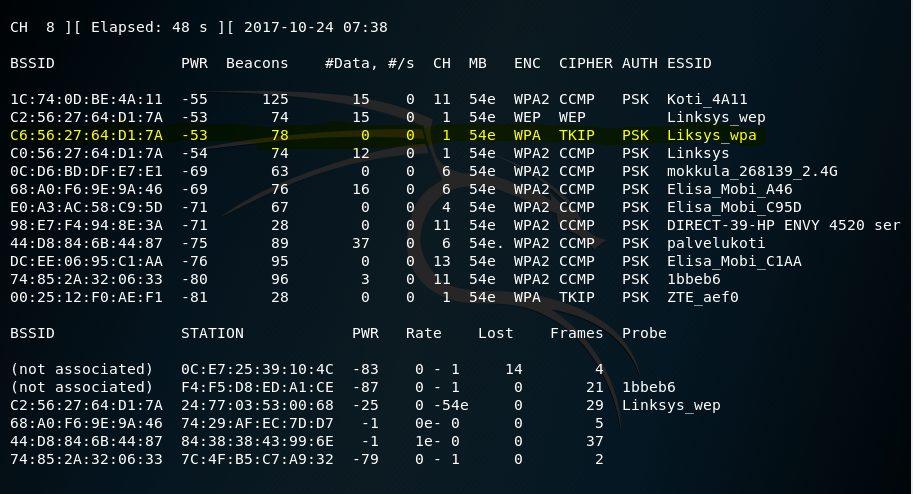 CH  8 ][ Elapsed: 48 s ][ 2017-10-24 07:38
BSSID              PWR  Beacons    #Data, #/s  CH  MB   ENC  CIPHER AUTH ESSID
1C:74:0D:BE:4A:11  -55      125       15    0  11  54e  WPA2 CCMP   PSK  Koti_4A11
C2:56:27:64:D1:7A  -53       74       15    0   1  54e  WEP  WEP         Linksys_wep
C6:56:27:64:D1:7A  -53       78        0    0   1  54e  WPA  TKIP   PSK  Liksys_wpa
C0:56:27:64:D1:7A  -54       74       12    0   1  54e  WPA2 CCMP   PSK  Linksys
0C:D6:BD:DF:E7:E1  -69       63        0    0   6  54e  WPA2 CCMP   PSK  mokkula_268139_2.4G
68:A0:F6:9E:9A:46  -69       76       16    0   6  54e  WPA2 CCMP   PSK  Elisa_Mobi_A46
E0:A3:AC:58:C9:5D  -71       67        0    0   4  54e  WPA2 CCMP   PSK  Elisa_Mobi_C95D
98:E7:F4:94:8E:3A  -71       28        0    0  11  54e  WPA2 CCMP   PSK  DIRECT-39-HP ENVY 4520 ser
44:D8:84:6B:44:87  -75       89       37    0   6  54e. WPA2 CCMP   PSK  palvelukoti
DC:EE:06:95:C1:AA  -76       95        0    0  13  54e  WPA2 CCMP   PSK  Elisa_Mobi_C1AA
74:85:2A:32:06:33  -80       96        3    0  11  54e  WPA2 CCMP   PSK  1bbeb6
00:25:12:F0:AE:F1  -81       28        0    0   1  54e  WPA  TKIP   PSK  ZTE_aef0
BSSID              STATION            PWR   Rate    Lost    Frames  Probe
(not associated)   0C:E7:25:39:10:4C  -83    0 - 1     14        4
(not associated)   F4:F5:D8:ED:A1:CE  -87    0 - 1      0       21  1bbeb6
C2:56:27:64:D1:7A  24:77:03:53:00:68  -25    0 -54e     0       29  Linksys_wep
68:A0:F6:9E:9A:46  74:29:AF:EC:7D:D7   -1    0e- 0      0        5
44:D8:84:6B:44:87  84:38:38:43:99:6E   -1    1e- 0      0       37
74:85:2A:32:06:33  7C:4F:B5:C7:A9:32  -79    0 - 1      0        2